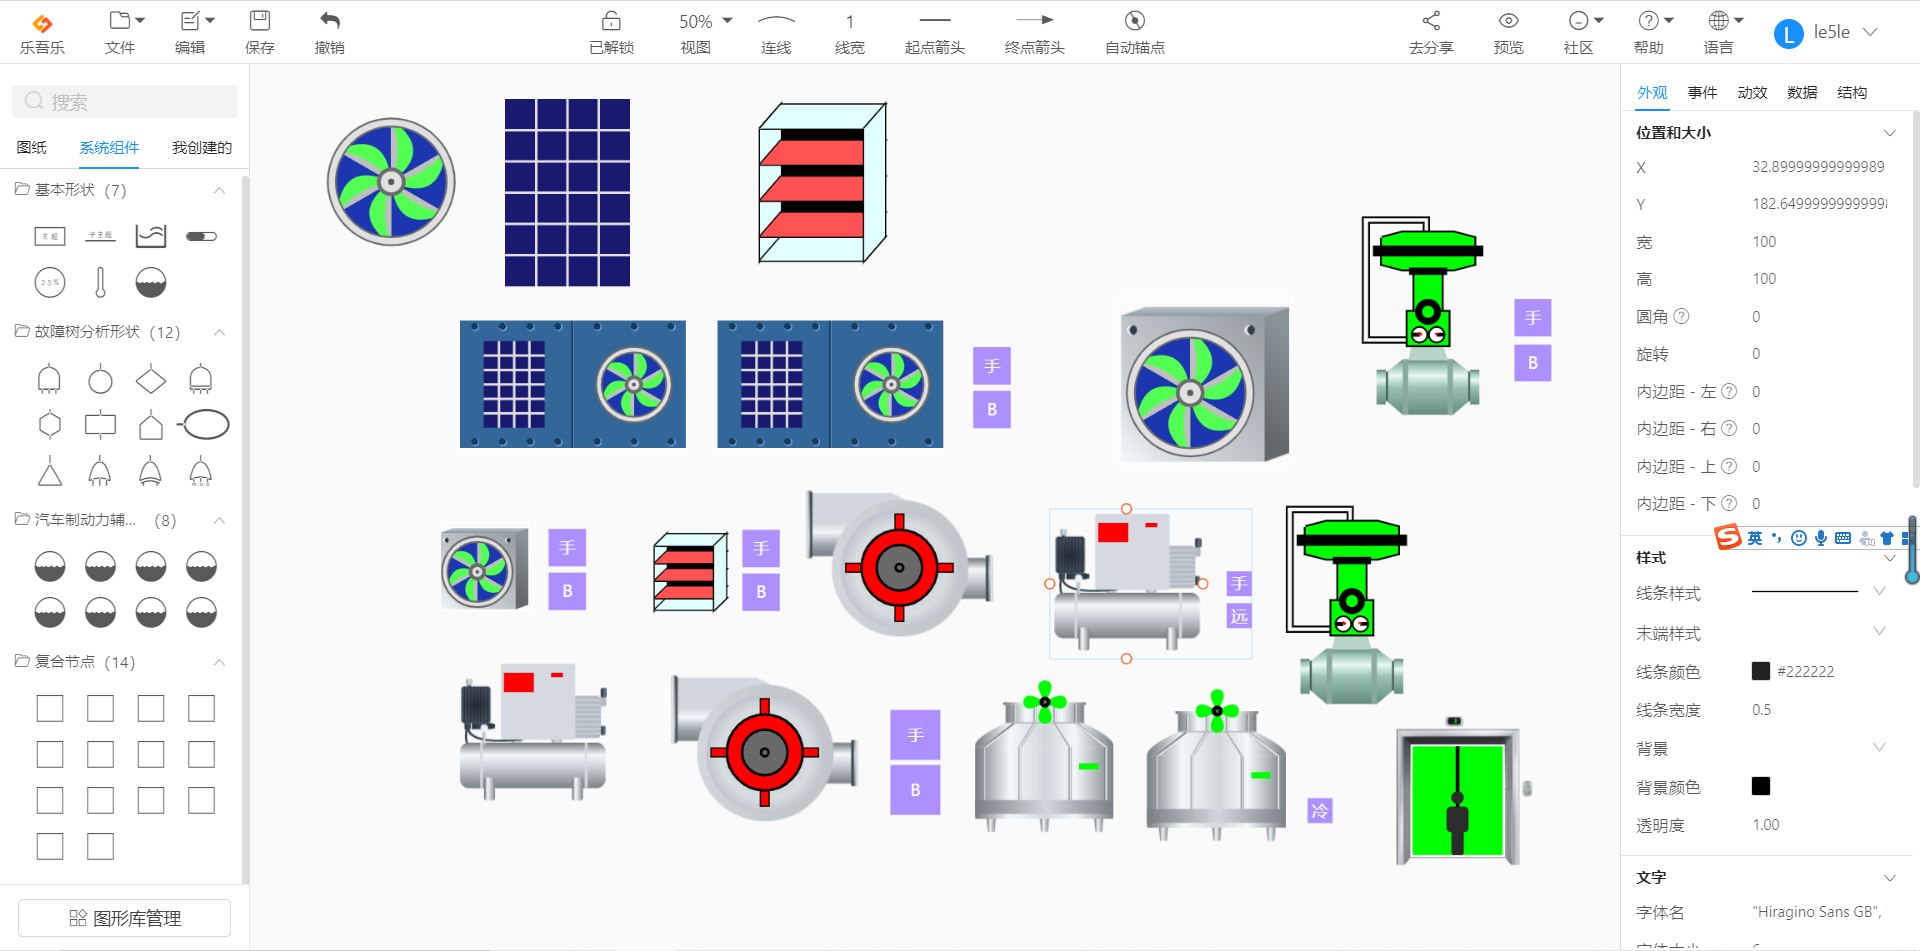 乐吾乐
文件
编辑
保存
撤销
已解锁
50%
视图
连线
1
线宽
起点箭头
终点箭头
自动锚点
去分享
预览
社区
帮助
语言
L
le5le
搜索
图纸
系统组件
我创建的
基本形状 (7)
主题
子主题
25%
故障树分析形状 (12)
汽车制动力辅... (8)
复合节点 (14)
图形库管理
手
B
手
B
手
B
手
B
手
远
手
B
冷
外观
事件
动效
数据
结构
位置和大小
X 32.89999999999989
Y 182.6499999999999
宽 100
高 100
圆角 0
旋转 0
内边距 - 左 0
内边距 - 右 0
内边距 - 上 0
内边距 - 下 0
S 英
样式
线条样式
末端样式
线条颜色 #222222
线条宽度 0.5
背景
背景颜色
透明度 1.00
文字
字体名 "Hiragino Sans GB",